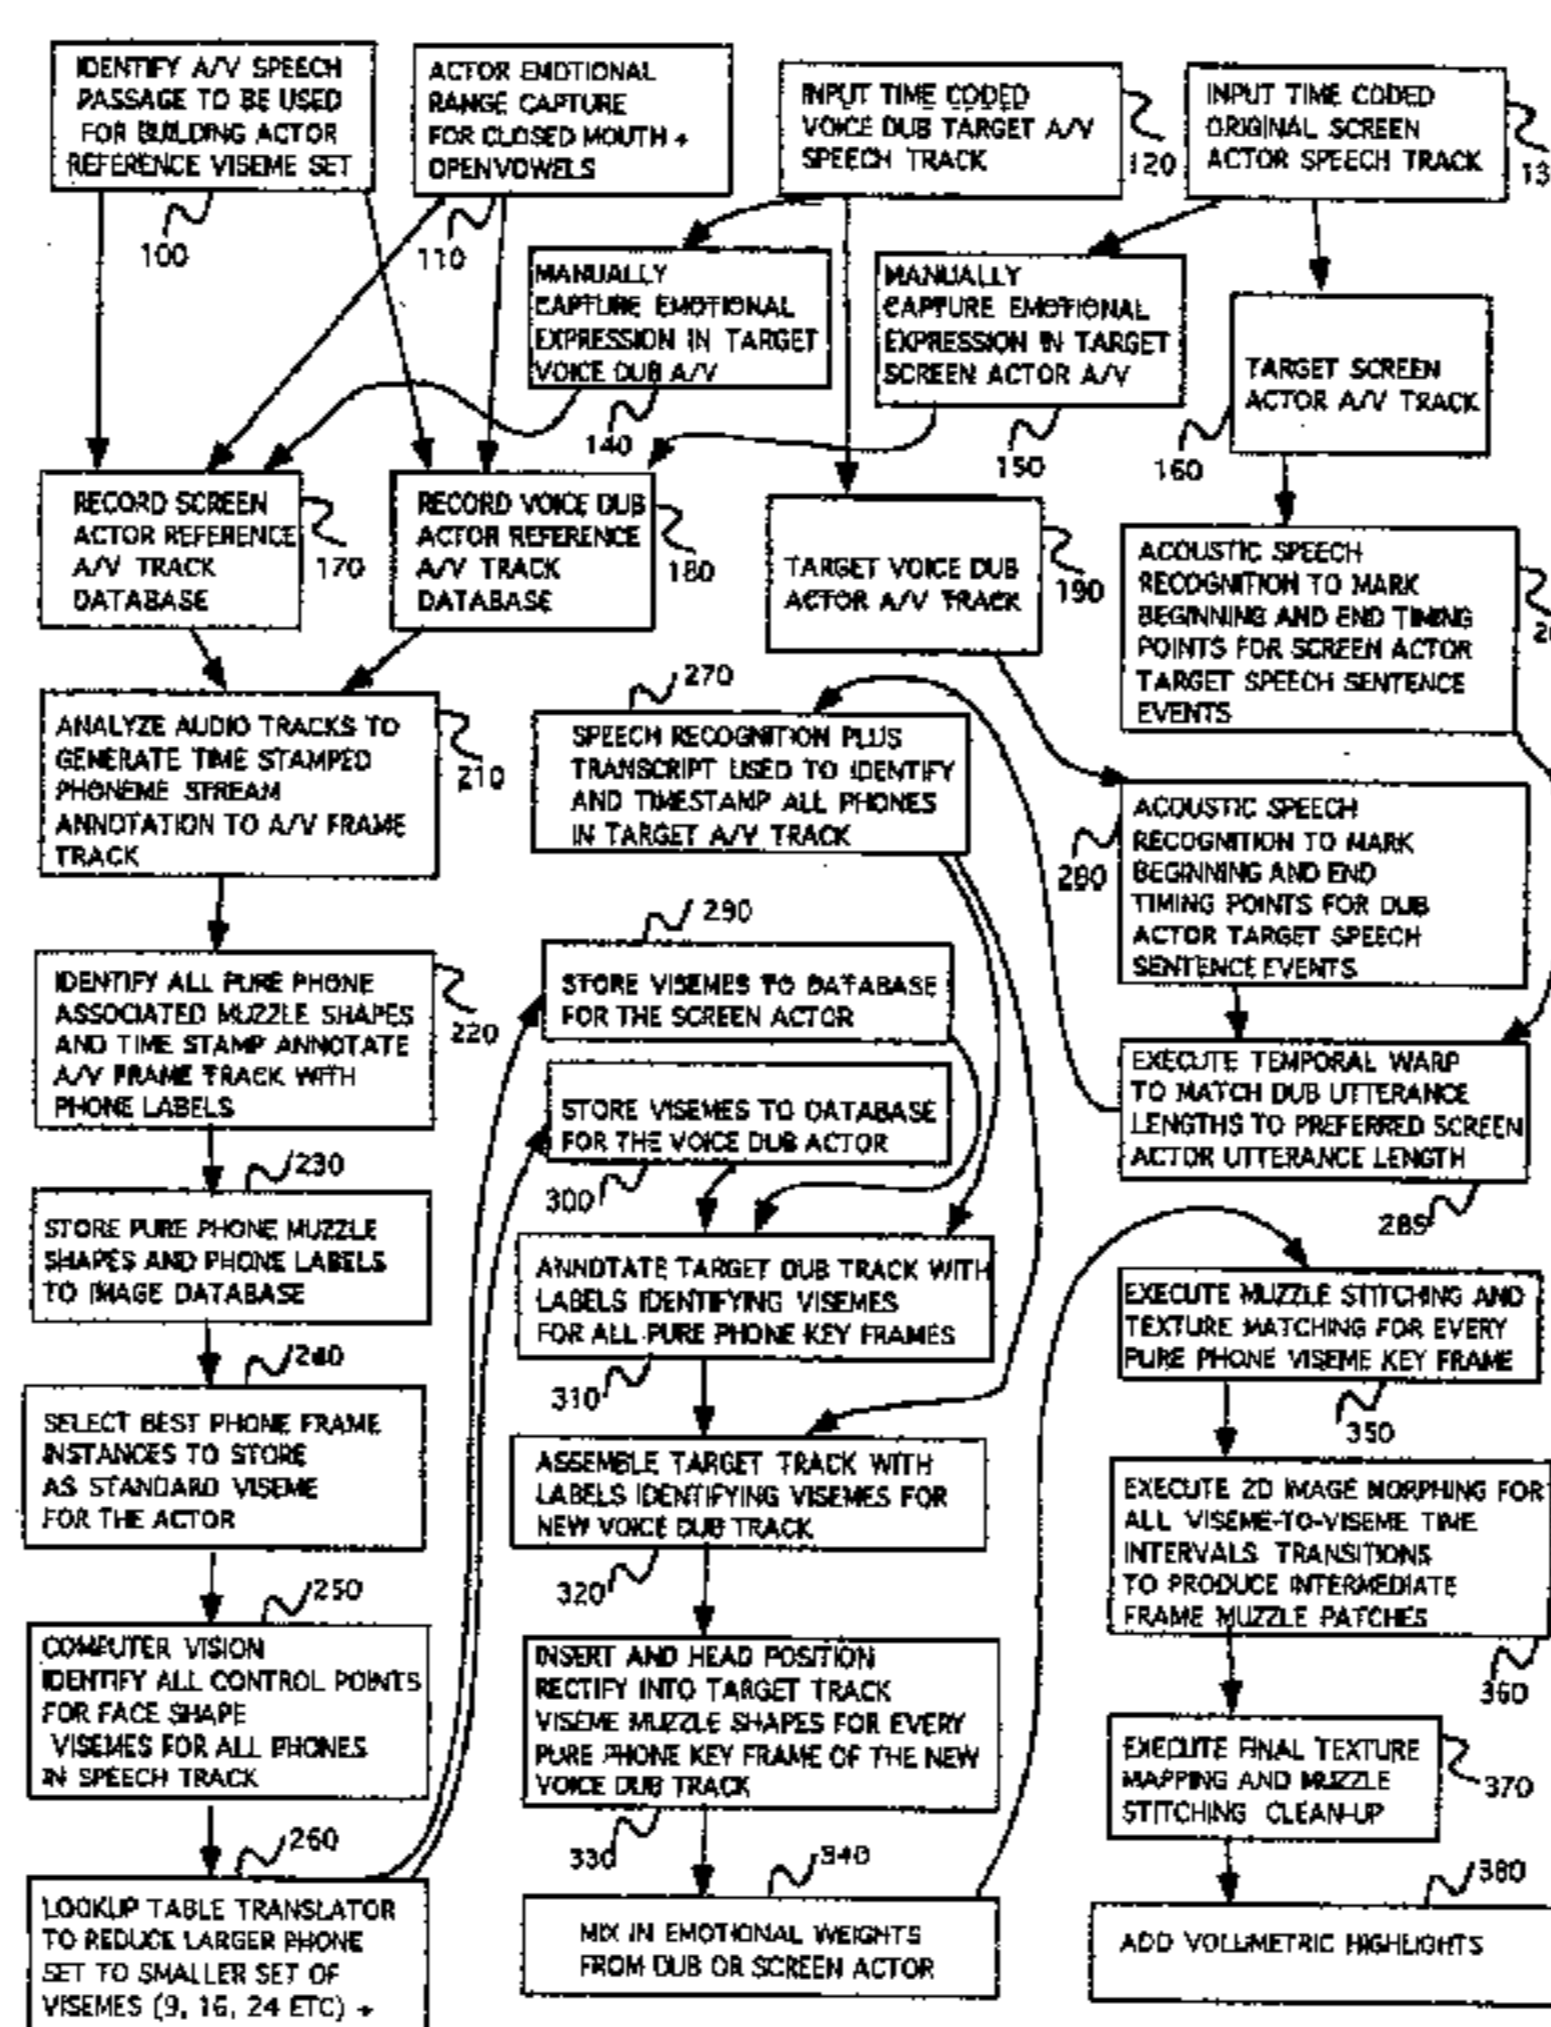 IDENTIFY A/V SPEECH
PASSAGE TO BE USED
FOR BUILDING ACTOR
REFERENCE VISEME SET
100
ACTOR EMOTIONAL
RANGE CAPTURE
FOR CLOSED MOUTH +
OPENVOWELS
110
INPUT TIME CODED
VOICE DUB TARGET A/V
SPEECH TRACK
120
INPUT TIME CODED
ORIGINAL SCREEN
ACTOR SPEECH TRACK
MANUALLY
CAPTURE EMOTIONAL
EXPRESSION IN TARGET
VOICE DUB A/V
140
MANUALLY
CAPTURE EMOTIONAL
EXPRESSION IN TARGET
SCREEN ACTOR A/V
150
TARGET SCREEN
ACTOR A/V TRACK
160
RECORD SCREEN
ACTOR REFERENCE
A/V TRACK
DATABASE
170
RECORD VOICE DUB
ACTOR REFERENCE
A/V TRACK
DATABASE
180
TARGET VOICE DUB
ACTOR A/V TRACK
190
ACOUSTIC SPEECH
RECOGNITION TO MARK
BEGINNING AND END TIMING
POINTS FOR SCREEN ACTOR
TARGET SPEECH SENTENCE
EVENTS
ANALYZE AUDIO TRACKS TO
GENERATE TIME STAMPED
PHONEME STREAM
ANNOTATION TO A/V FRAME
TRACK
210
270
SPEECH RECOGNITION PLUS
TRANSCRIPT USED TO IDENTIFY
AND TIMESTAMP ALL PHONES
IN TARGET A/V TRACK
ACOUSTIC SPEECH
RECOGNITION TO MARK
BEGINNING AND END
TIMING POINTS FOR DUB
ACTOR TARGET SPEECH
SENTENCE EVENTS
280
IDENTIFY ALL PURE PHONE
ASSOCIATED MUZZLE SHAPES
AND TIME STAMP ANNOTATE
A/V FRAME TRACK WITH
PHONE LABELS
220
290
STORE VISEMES TO DATABASE
FOR THE SCREEN ACTOR
STORE VISEMES TO DATABASE
FOR THE VOICE DUB ACTOR
300
EXECUTE TEMPORAL WARP
TO MATCH DUB UTTERANCE
LENGTHS TO PREFERRED SCREEN
ACTOR UTTERANCE LENGTH
285
230
STORE PURE PHONE MUZZLE
SHAPES AND PHONE LABELS
TO IMAGE DATABASE
ANNOTATE TARGET DUB TRACK WITH
LABELS IDENTIFYING VISEMES
FOR ALL PURE PHONE KEY FRAMES
310
EXECUTE MUZZLE STITCHING AND
TEXTURE MATCHING FOR EVERY
PURE PHONE VISEME KEY FRAME
350
240
SELECT BEST PHONE FRAME
INSTANCES TO STORE
AS STANDARD VISEME
FOR THE ACTOR
ASSEMBLE TARGET TRACK WITH
LABELS IDENTIFYING VISEMES FOR
NEW VOICE DUB TRACK
320
EXECUTE 2D IMAGE MORPHING FOR
ALL VISEME-TO-VISEME TIME
INTERVALS TRANSITIONS
TO PRODUCE INTERMEDIATE
FRAME MUZZLE PATCHES
360
250
COMPUTER VISION
IDENTIFY ALL CONTROL POINTS
FOR FACE SHAPE
VISEMES FOR ALL PHONES
IN SPEECH TRACK
INSERT AND HEAD POSITION
RECTIFY INTO TARGET TRACK
VISEME MUZZLE SHAPES FOR EVERY
PURE PHONE KEY FRAME OF THE NEW
VOICE DUB TRACK
330
EXECUTE FINAL TEXTURE
MAPPING AND MUZZLE
STITCHING CLEAN-UP
370
260
LOOKUP TABLE TRANSLATOR
TO REDUCE LARGER PHONE
SET TO SMALLER SET OF
VISEMES (9, 16, 24 ETC) +
340
MIX IN EMOTIONAL WEIGHTS
FROM DUB OR SCREEN ACTOR
380
ADD VOLUMETRIC HIGHLIGHTS